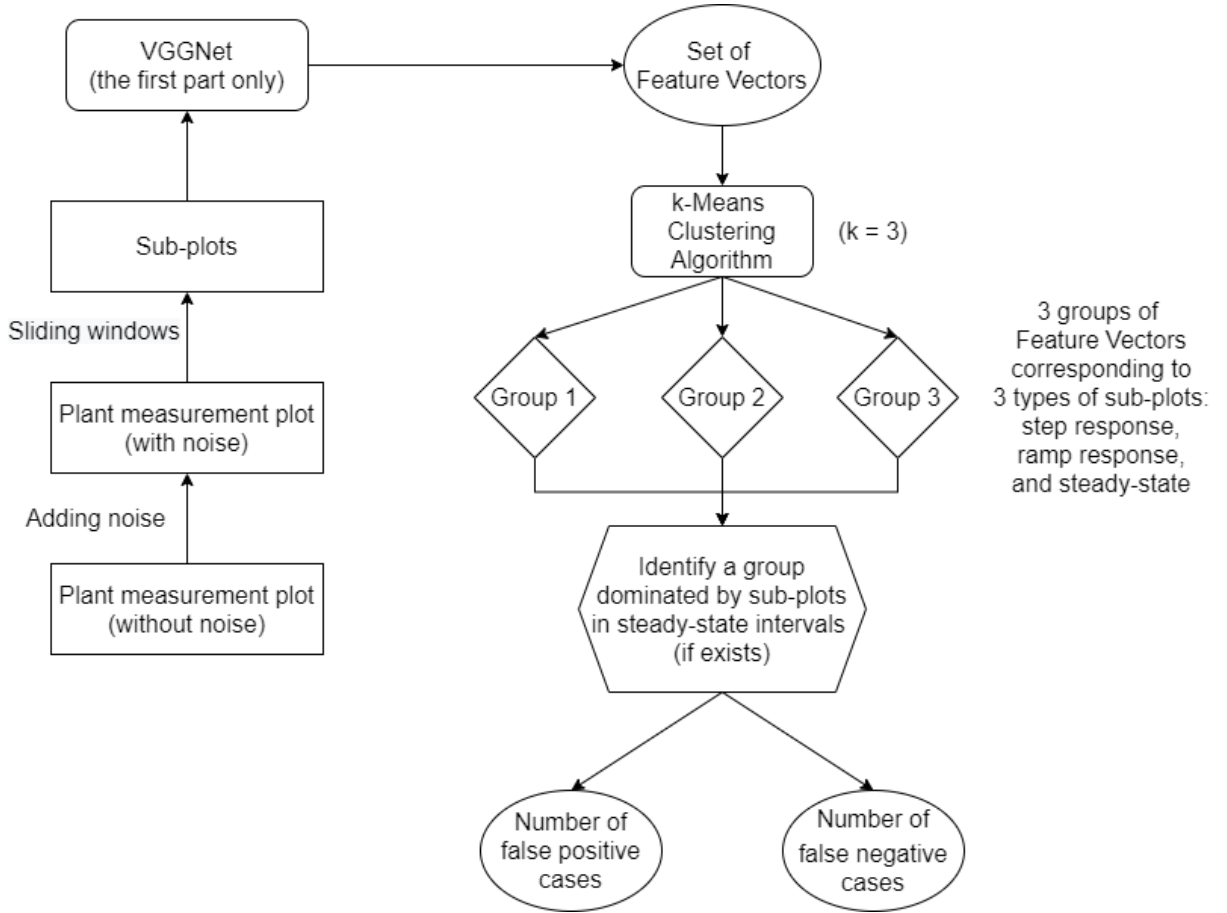 VGGNet
(the first part only)
Set of
Feature Vectors
Sub-plots
k-Means
Clustering
Algorithm
(k = 3)
Sliding windows
3 groups of
Feature Vectors
corresponding to
3 types of sub-plots:
step response,
ramp response,
and steady-state
Plant measurement plot
(with noise)
Group 1
Group 2
Group 3
Adding noise
Plant measurement plot
(without noise)
Identify a group
dominated by sub-plots
in steady-state intervals
(if exists)
Number of
false positive
cases
Number of
false negative
cases